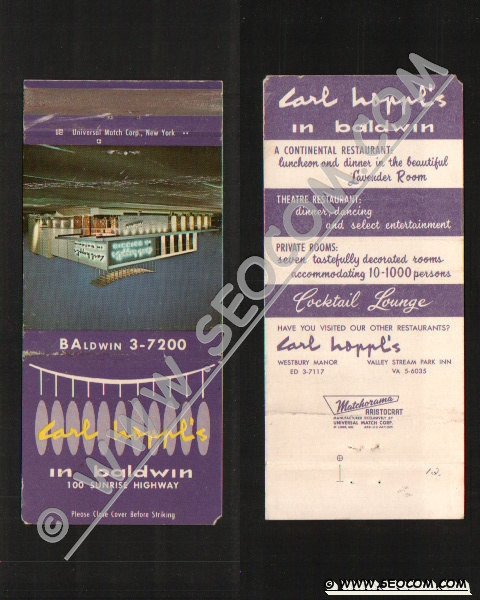 Universal Match Corp., New York
BALDWIN 3-7200
carl hoppl's
in baldwin
100 SUNRISE HIGHWAY
Please Close Cover Before Striking
carl hoppl's
in baldwin
A CONTINENTAL RESTAURANT:
luncheon and dinner in the beautiful
Lavender Room
THEATRE RESTAURANT:
dinner, dancing
and select entertainment
PRIVATE ROOMS:
seven tastefully decorated rooms
accommodating 10-1000 persons
Cocktail Lounge
HAVE YOU VISITED OUR OTHER RESTAURANTS?
carl hoppl's
WESTBURY MANOR VALLEY STREAM PARK INN
ED 3-7117 VA 5-6035
Matchorama
ARISTOCRAT
MANUFACTURED EXCLUSIVELY BY
UNIVERSAL MATCH CORP.
© WWW.SEOCOM.COM
© WWW.SEOCOM.COM